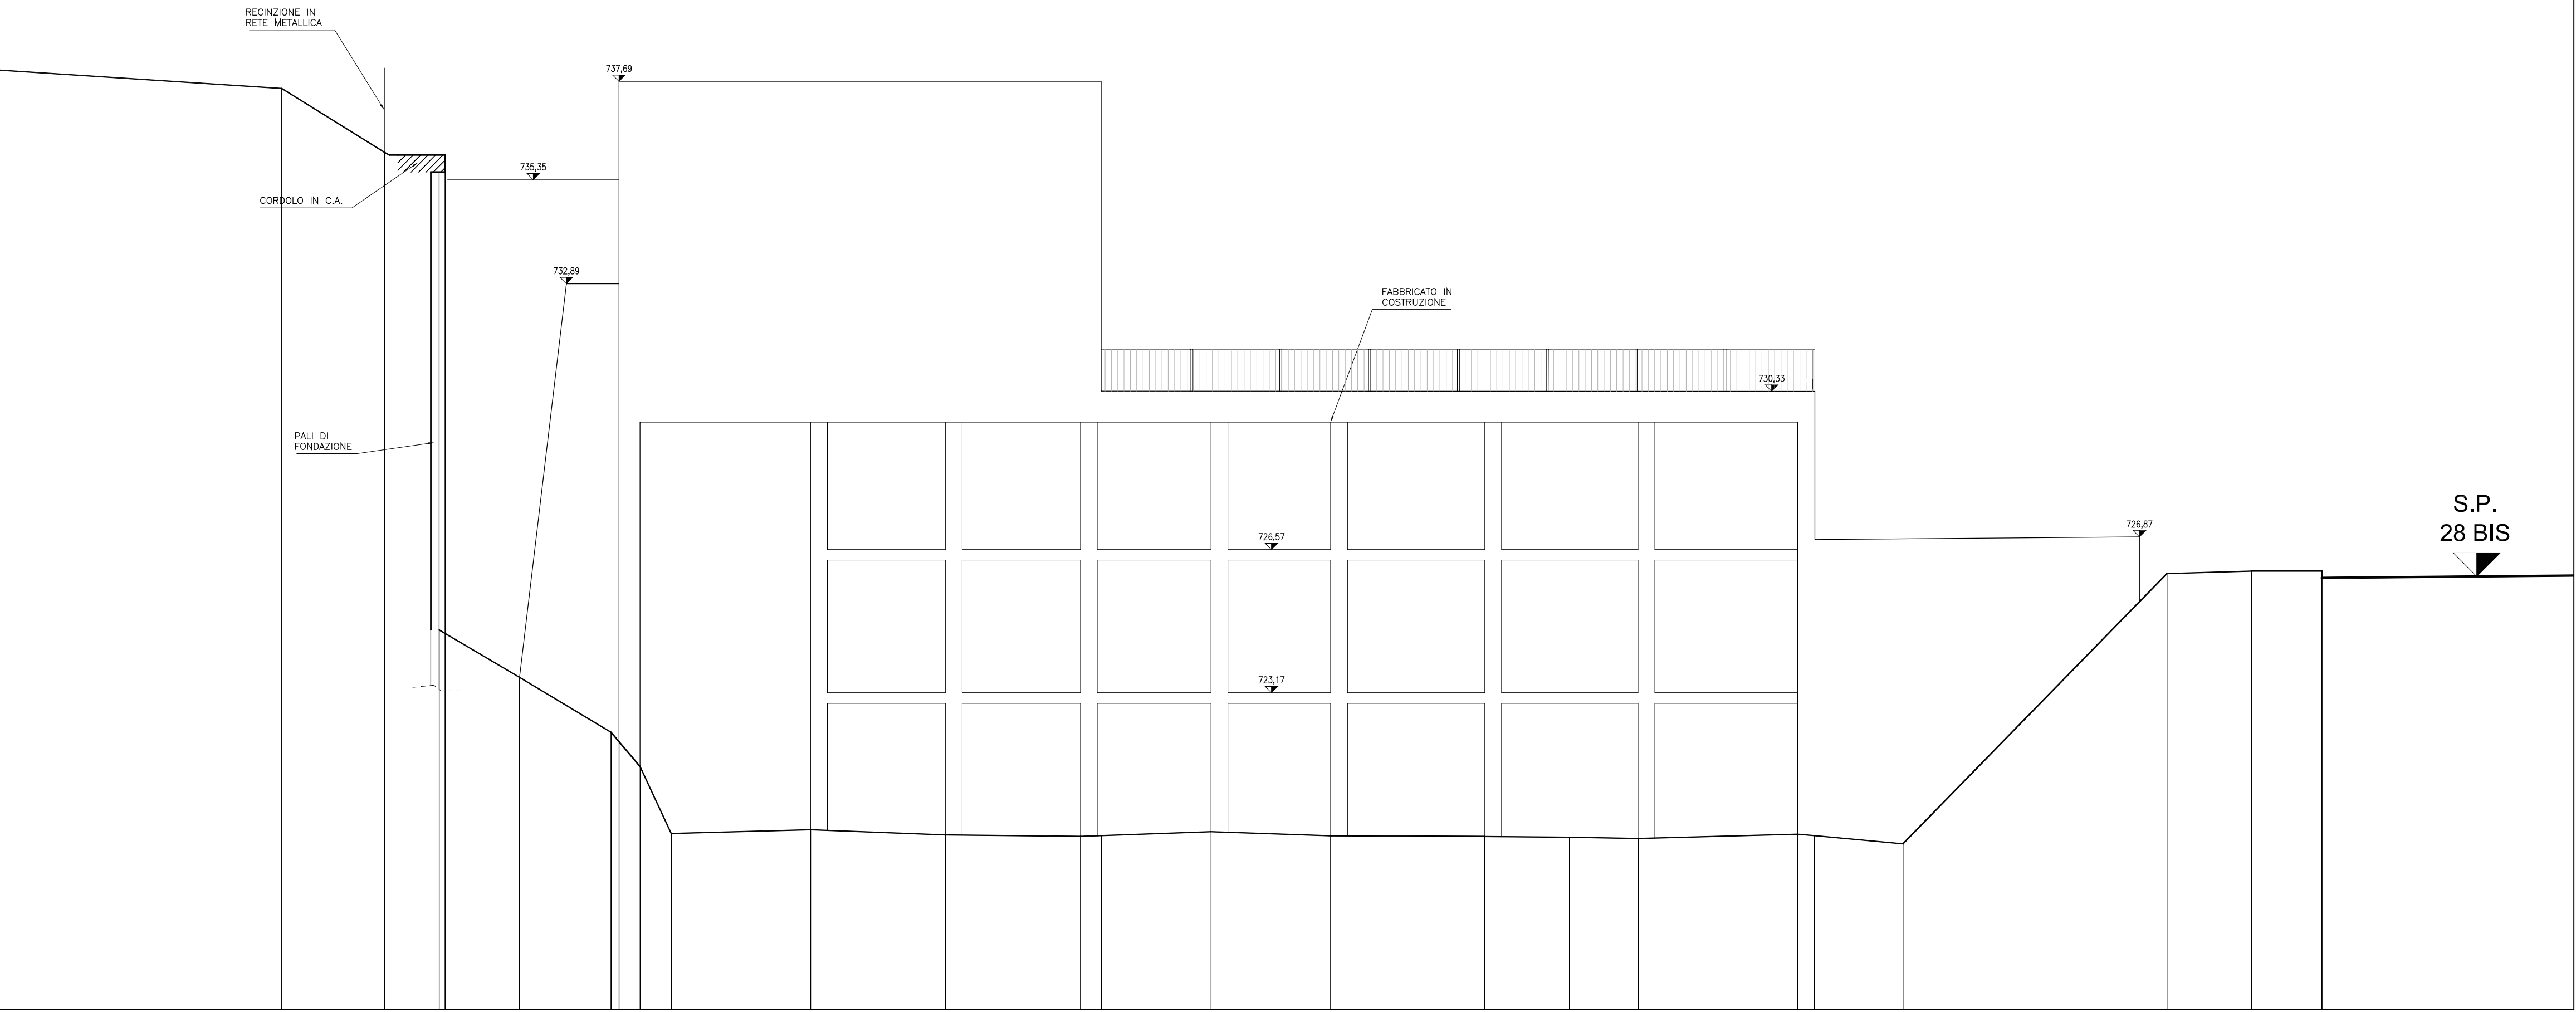 RECINZIONE IN
RETE METALLICA
737,69
735,35
CORDOLO IN C.A.
732,89
FABBRICATO IN
COSTRUZIONE
730,33
PALI DI
FONDAZIONE
S.P.
28 BIS
726,87
726,57
723,17